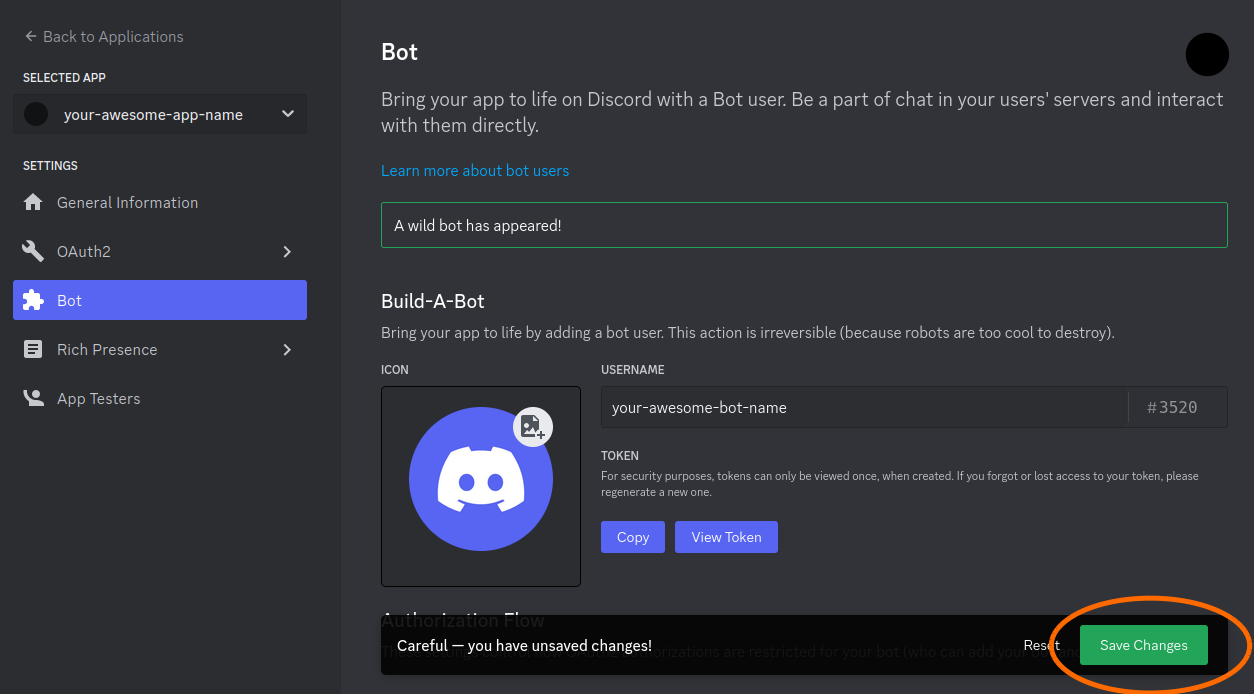 Back to Applications
SELECTED APP
your-awesome-app-name
SETTINGS
General Information
OAuth2
Bot
Rich Presence
App Testers
Bot
Bring your app to life on Discord with a Bot user. Be a part of chat in your users' servers and interact
with them directly.
Learn more about bot users
A wild bot has appeared!
Build-A-Bot
Bring your app to life by adding a bot user. This action is irreversible (because robots are too cool to destroy).
ICON
USERNAME
your-awesome-bot-name
#3520
TOKEN
For security purposes, tokens can only be viewed once, when created. If you forgot or lost access to your token, please
regenerate a new one.
Copy
View Token
Authorization Flow
Careful — you have unsaved changes!
Reset
Save Changes
authorizations are restricted for your bot (who can add your